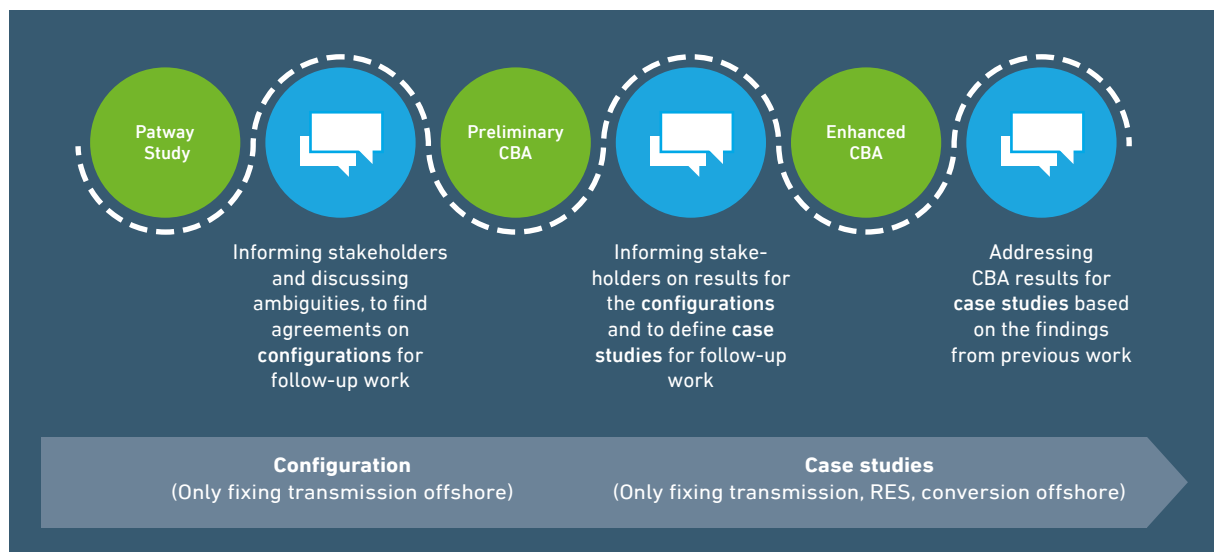 Patway
Study
Preliminary
CBA
Enhanced
CBA
Informing stakeholders
and discussing
ambiguities, to find
agreements on
configurations for
follow-up work
Informing stake-
holders on results for
the configurations
and to define case
studies for follow-up
work
Addressing
CBA results for
case studies based
on the findings
from previous work
Configuration
(Only fixing transmission offshore)
Case studies
(Only fixing transmission, RES, conversion offshore)